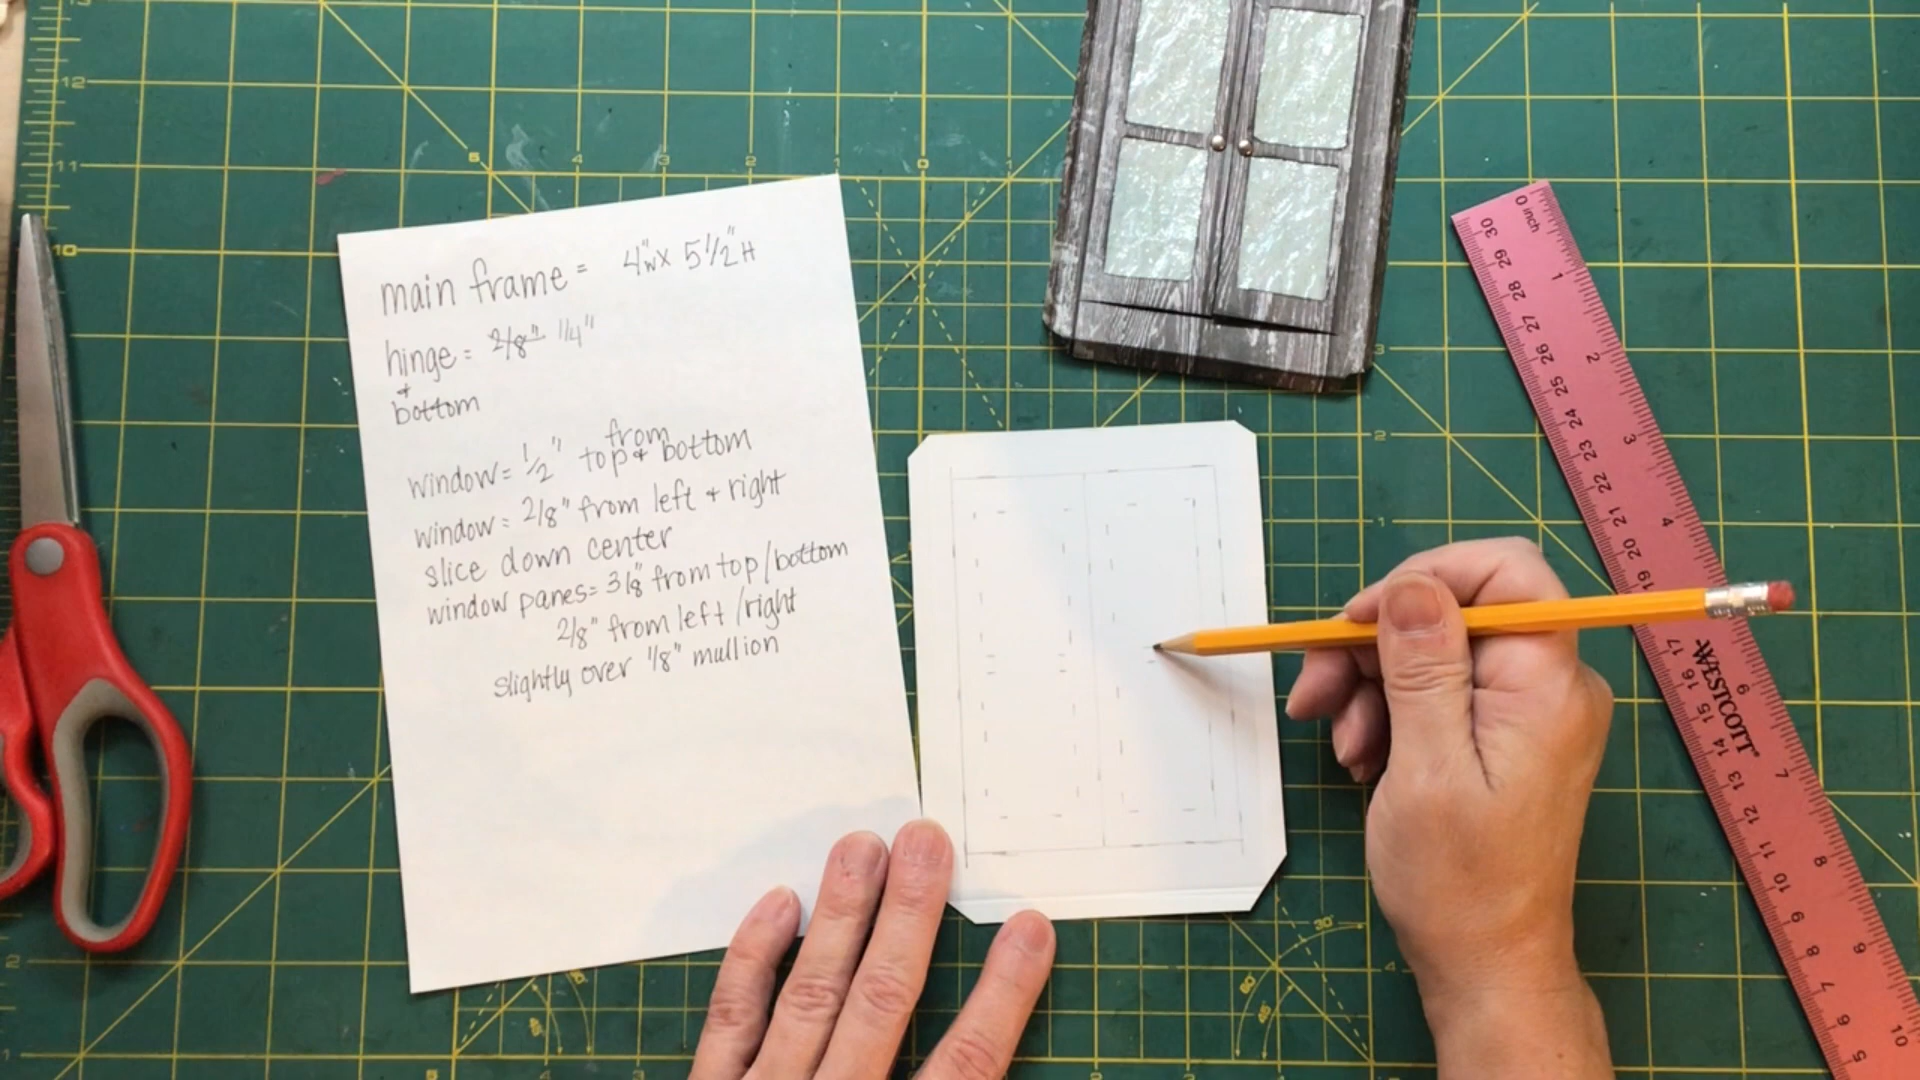 main frame = 4"W X 5 1/2" H
hinge = 2/8" 1/4"
+
bottom
from
window = 1/2" top + bottom
window = 2/8" from left + right
slice down center
window panes = 3/8" from top/bottom
2/8" from left/right
slightly over 1/8" mullion
inch
WESTCOTT